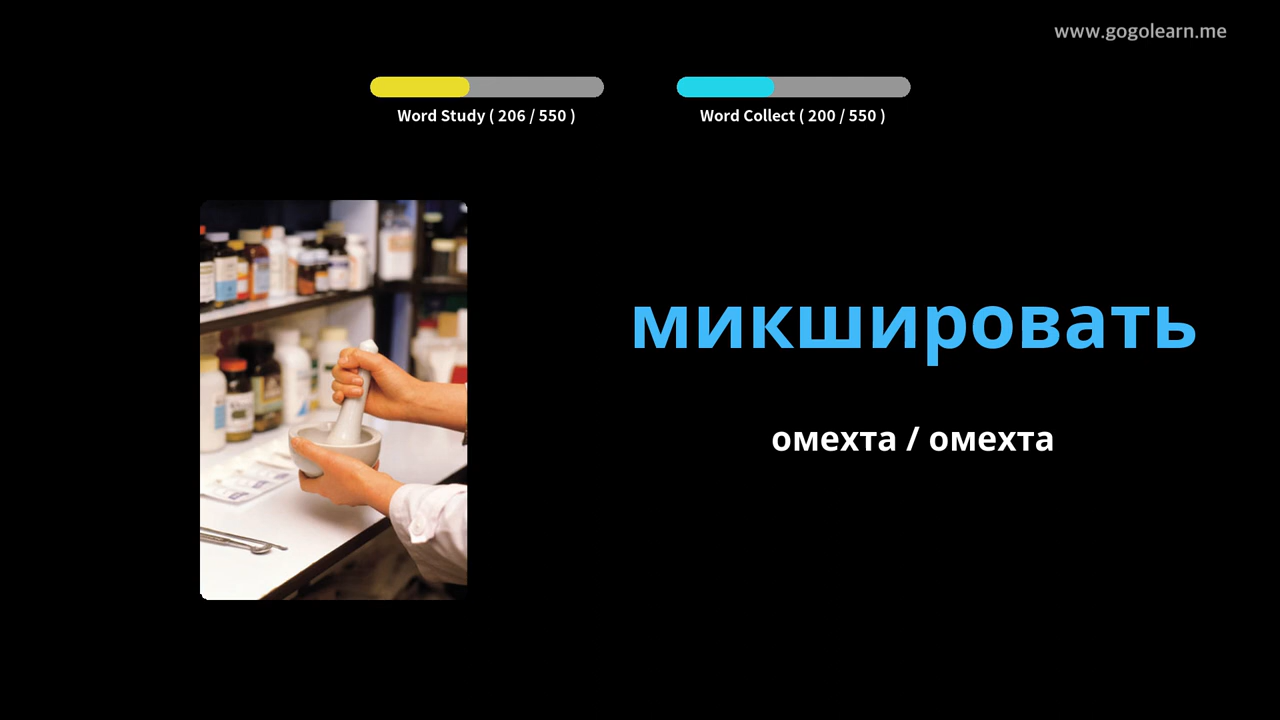 www.gogolearn.me
Word Study ( 206 / 550 )
Word Collect ( 200 / 550 )
микшировать
омехта / омехта